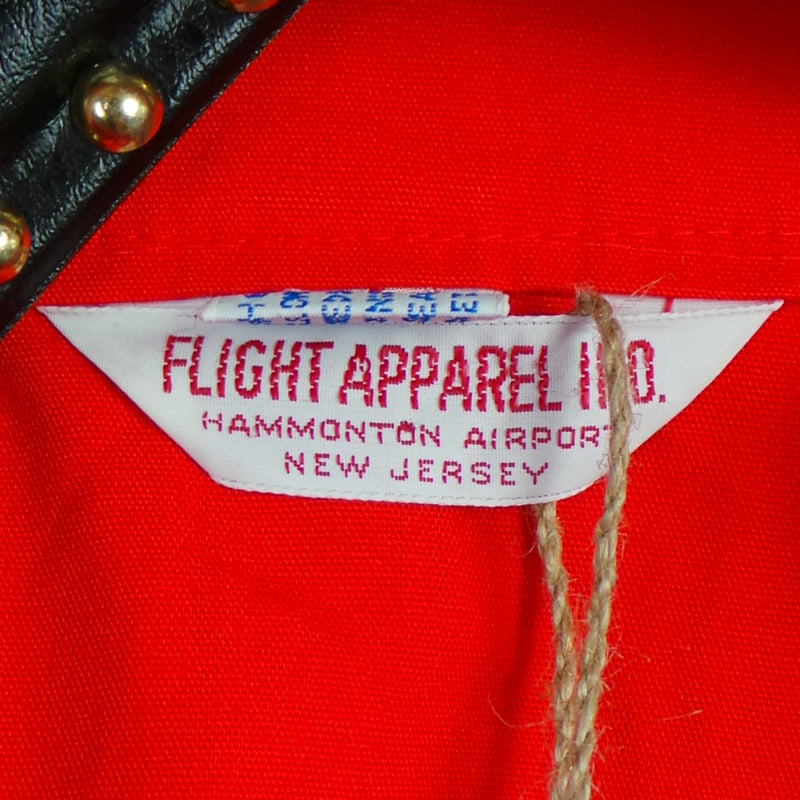 FLIGHT APPAREL INC.
HAMMONTON AIRPORT
NEW JERSEY